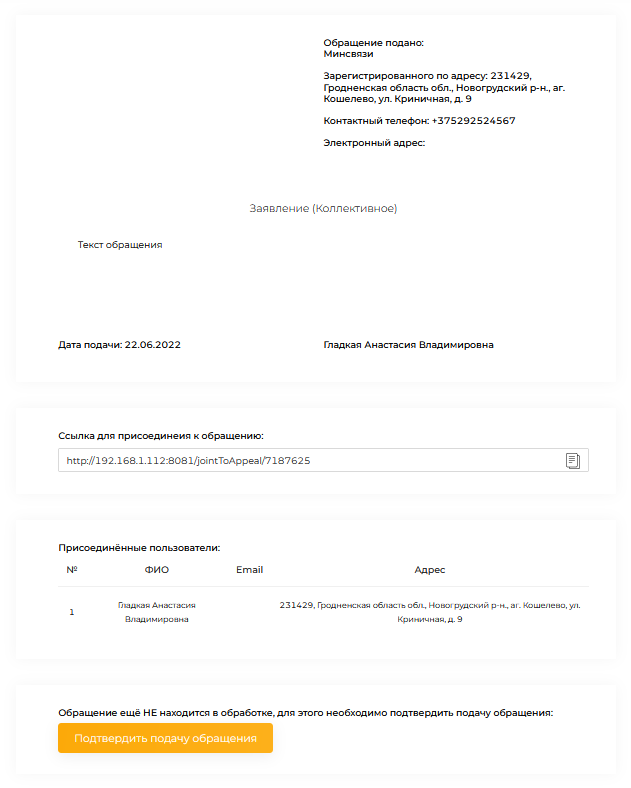 Обращение подано:
Минсвязи
Зарегистрированного по адресу: 231429,
Гродненская область обл., Новогрудский р-н., аг.
Кошелево, ул. Криничная, д. 9
Контактный телефон: +375292524567
Электронный адрес:
Заявление (Коллективное)
Текст обращения
Дата подачи: 22.06.2022
Гладкая Анастасия Владимировна
Ссылка для присоединеия к обращению:
http://192.168.1.112:8081/jointToAppeal/7187625
Присоединённые пользователи:
№ ФИО Email Адрес
1 Гладкая Анастасия Владимировна 231429, Гродненская область обл., Новогрудский р-н., аг. Кошелево, ул.
Криничная, д. 9
Обращение ещё НЕ находится в обработке, для этого необходимо подтвердить подачу обращения:
Подтвердить подачу обращения